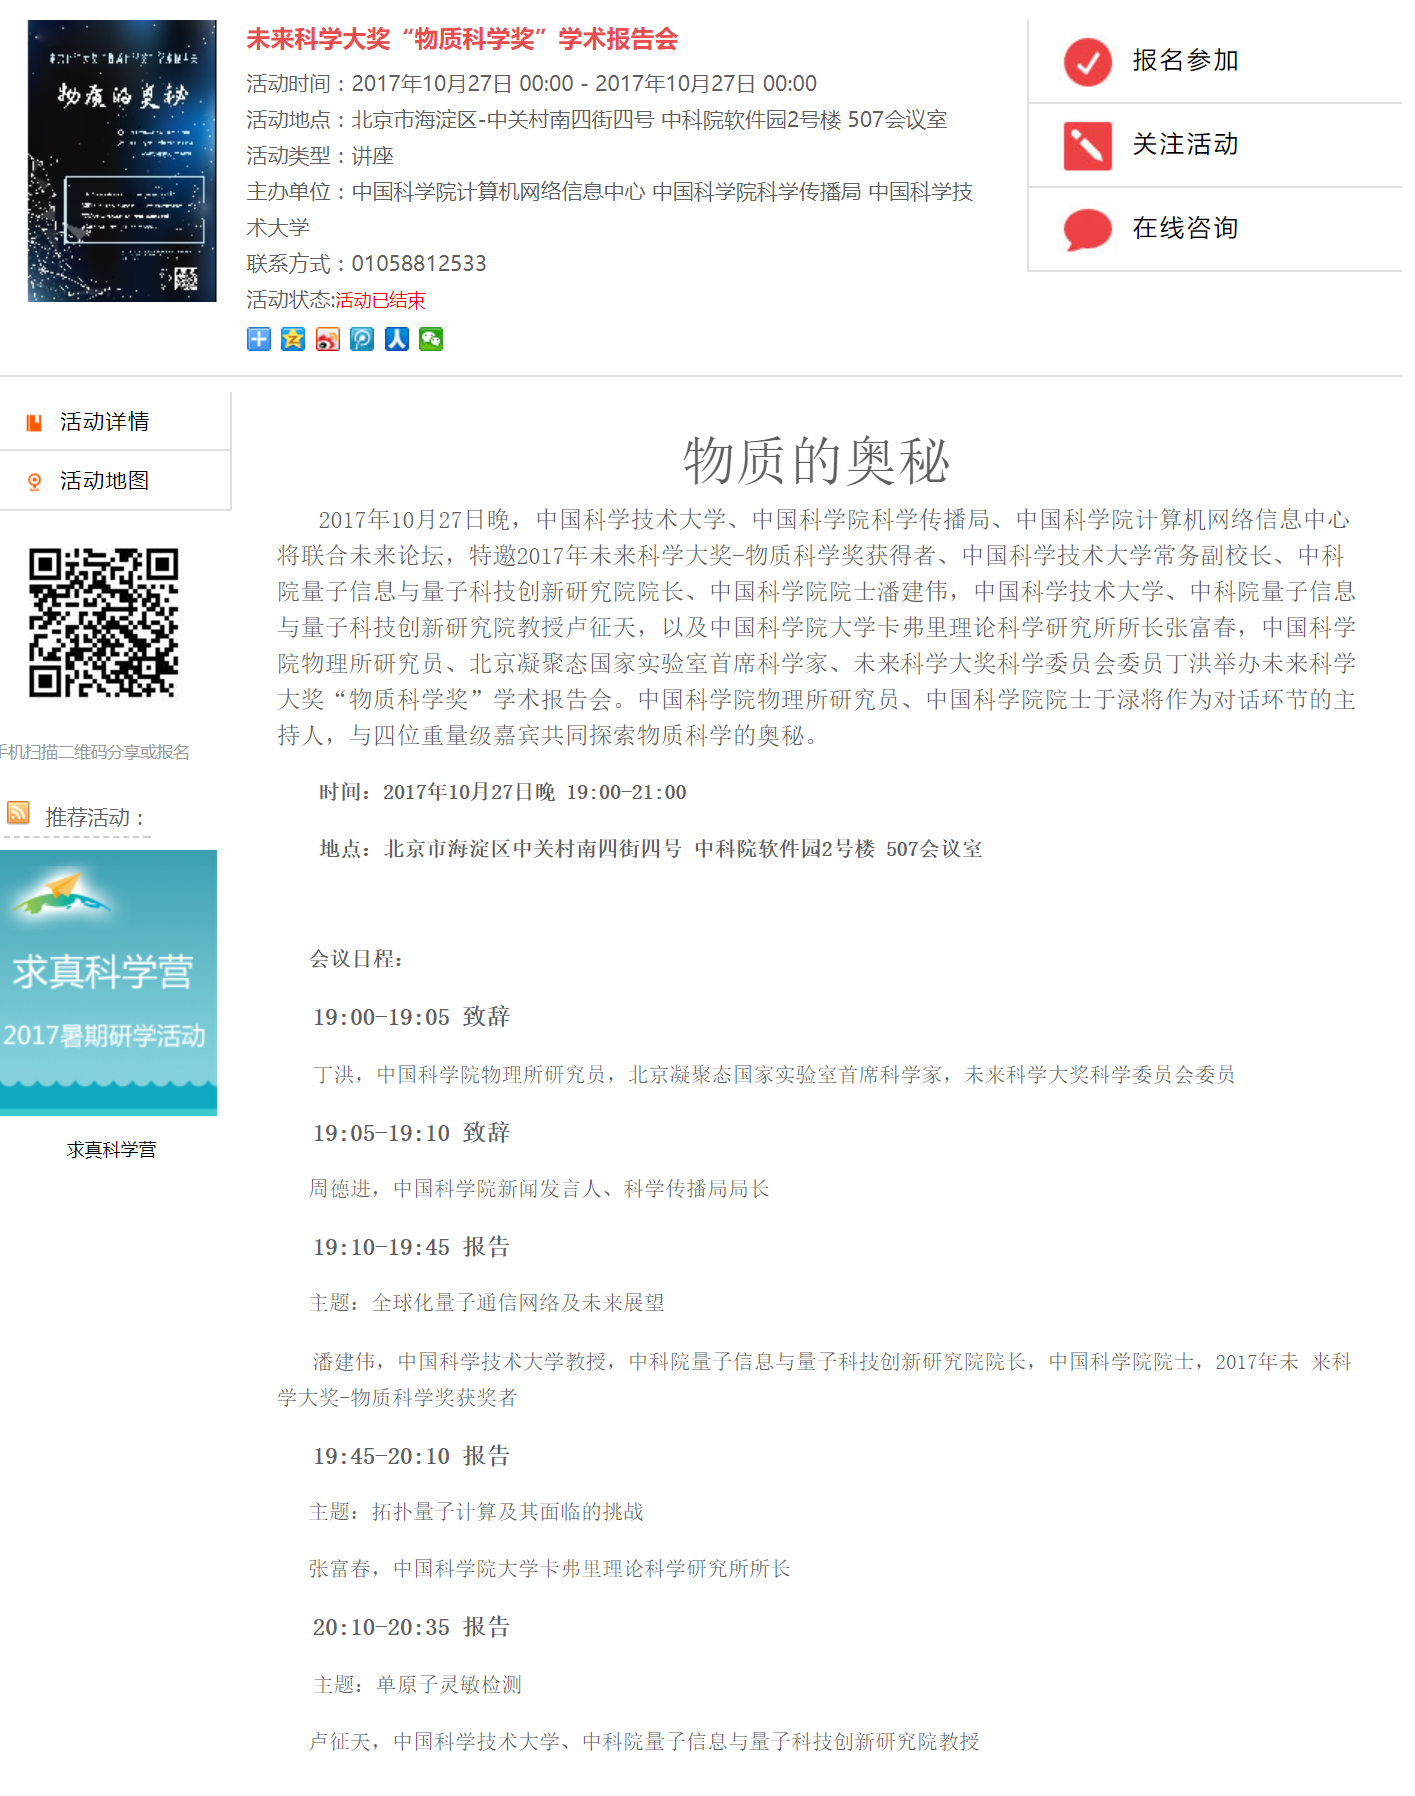 物质的奥秘
未来科学大奖“物质科学奖”学术报告会
活动时间：2017年10月27日 00:00 - 2017年10月27日 00:00
活动地点：北京市海淀区-中关村南四街四号 中科院软件园2号楼 507会议室
活动类型：讲座
主办单位：中国科学院计算机网络信息中心 中国科学院科学传播局 中国科学技
术大学
联系方式：01058812533
活动状态:活动已结束
报名参加
关注活动
在线咨询
活动详情
活动地图
手机扫描二维码分享或报名
推荐活动：
求真科学营
2017暑期研学活动
求真科学营
物质的奥秘
2017年10月27日晚，中国科学技术大学、中国科学院科学传播局、中国科学院计算机网络信息中心
将联合未来论坛，特邀2017年未来科学大奖-物质科学奖获得者、中国科学技术大学常务副校长、中科
院量子信息与量子科技创新研究院院长、中国科学院院士潘建伟，中国科学技术大学、中科院量子信息
与量子科技创新研究院教授卢征天，以及中国科学院大学卡弗里理论科学研究所所长张富春，中国科学
院物理所研究员、北京凝聚态国家实验室首席科学家、未来科学大奖科学委员会委员丁洪举办未来科学
大奖“物质科学奖”学术报告会。中国科学院物理所研究员、中国科学院院士于渌将作为对话环节的主
持人，与四位重量级嘉宾共同探索物质科学的奥秘。
时间：2017年10月27日晚 19:00-21:00
地点：北京市海淀区中关村南四街四号 中科院软件园2号楼 507会议室
会议日程：
19:00-19:05 致辞
丁洪，中国科学院物理所研究员，北京凝聚态国家实验室首席科学家，未来科学大奖科学委员会委员
19:05-19:10 致辞
周德进，中国科学院新闻发言人、科学传播局局长
19:10-19:45 报告
主题：全球化量子通信网络及未来展望
潘建伟，中国科学技术大学教授，中科院量子信息与量子科技创新研究院院长，中国科学院院士，2017年未 来科
学大奖-物质科学奖获奖者
19:45-20:10 报告
主题：拓扑量子计算及其面临的挑战
张富春，中国科学院大学卡弗里理论科学研究所所长
20:10-20:35 报告
主题：单原子灵敏检测
卢征天，中国科学技术大学、中科院量子信息与量子科技创新研究院教授